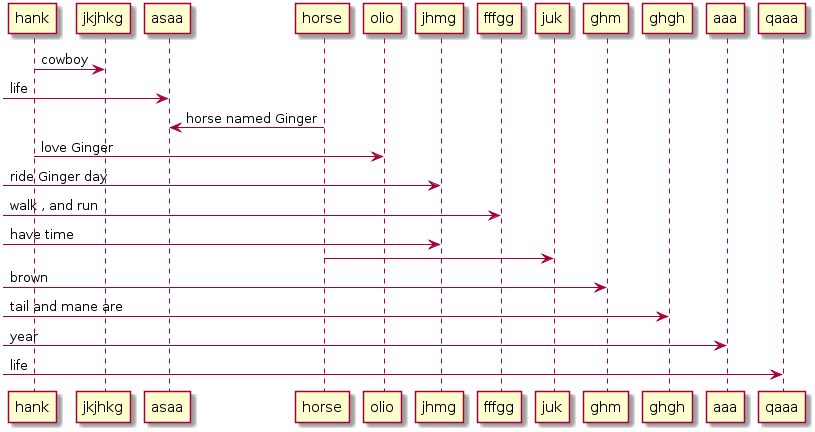 hank jkjhkg asaa horse olio jhmg fffgg juk ghm ghgh aaa qaaa
cowboy
life
horse named Ginger
love Ginger
ride Ginger day
walk , and run
have time
brown
tail and mane are
year
life
hank jkjhkg asaa horse olio jhmg fffgg juk ghm ghgh aaa qaaa